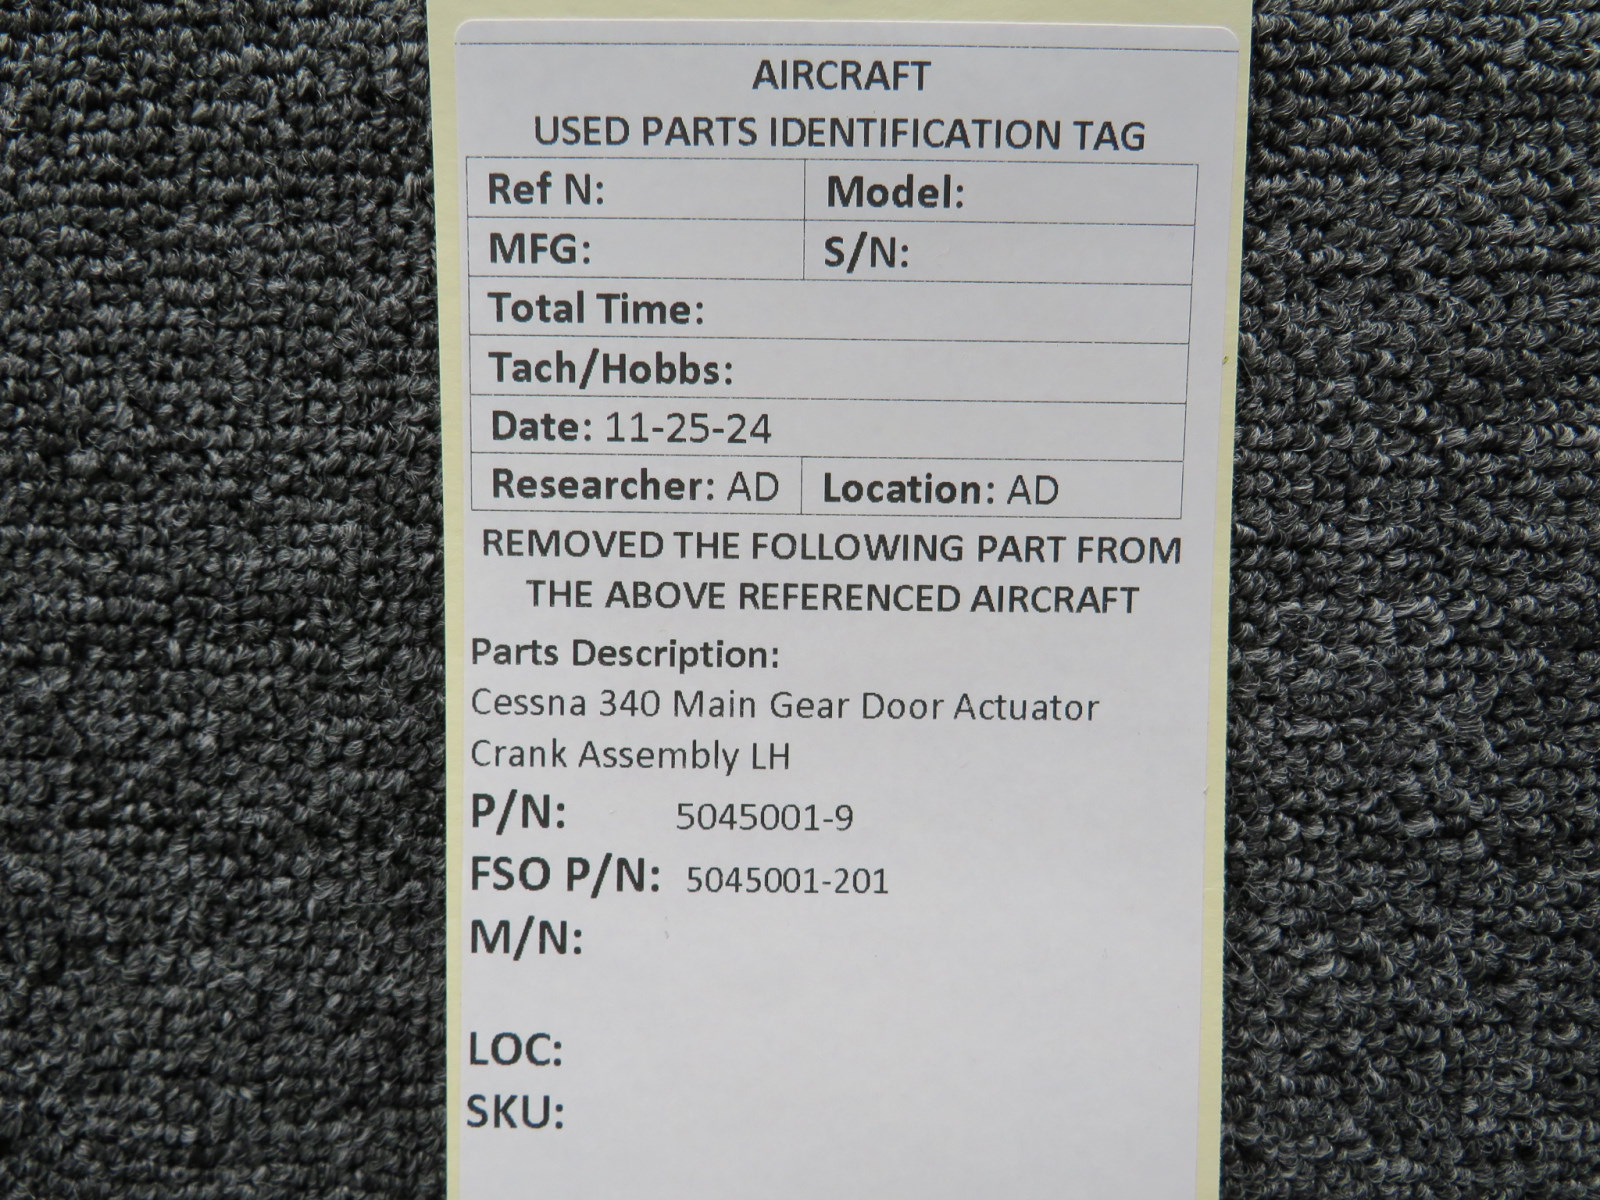 AIRCRAFT
USED PARTS IDENTIFICATION TAG
Ref N: Model:
MFG: S/N:
Total Time:
Tach/Hobbs:
Date: 11-25-24
Researcher: AD Location: AD
REMOVED THE FOLLOWING PART FROM
THE ABOVE REFERENCED AIRCRAFT
Parts Description:
Cessna 340 Main Gear Door Actuator
Crank Assembly LH
P/N: 5045001-9
FSO P/N: 5045001-201
M/N:
LOC:
SKU: